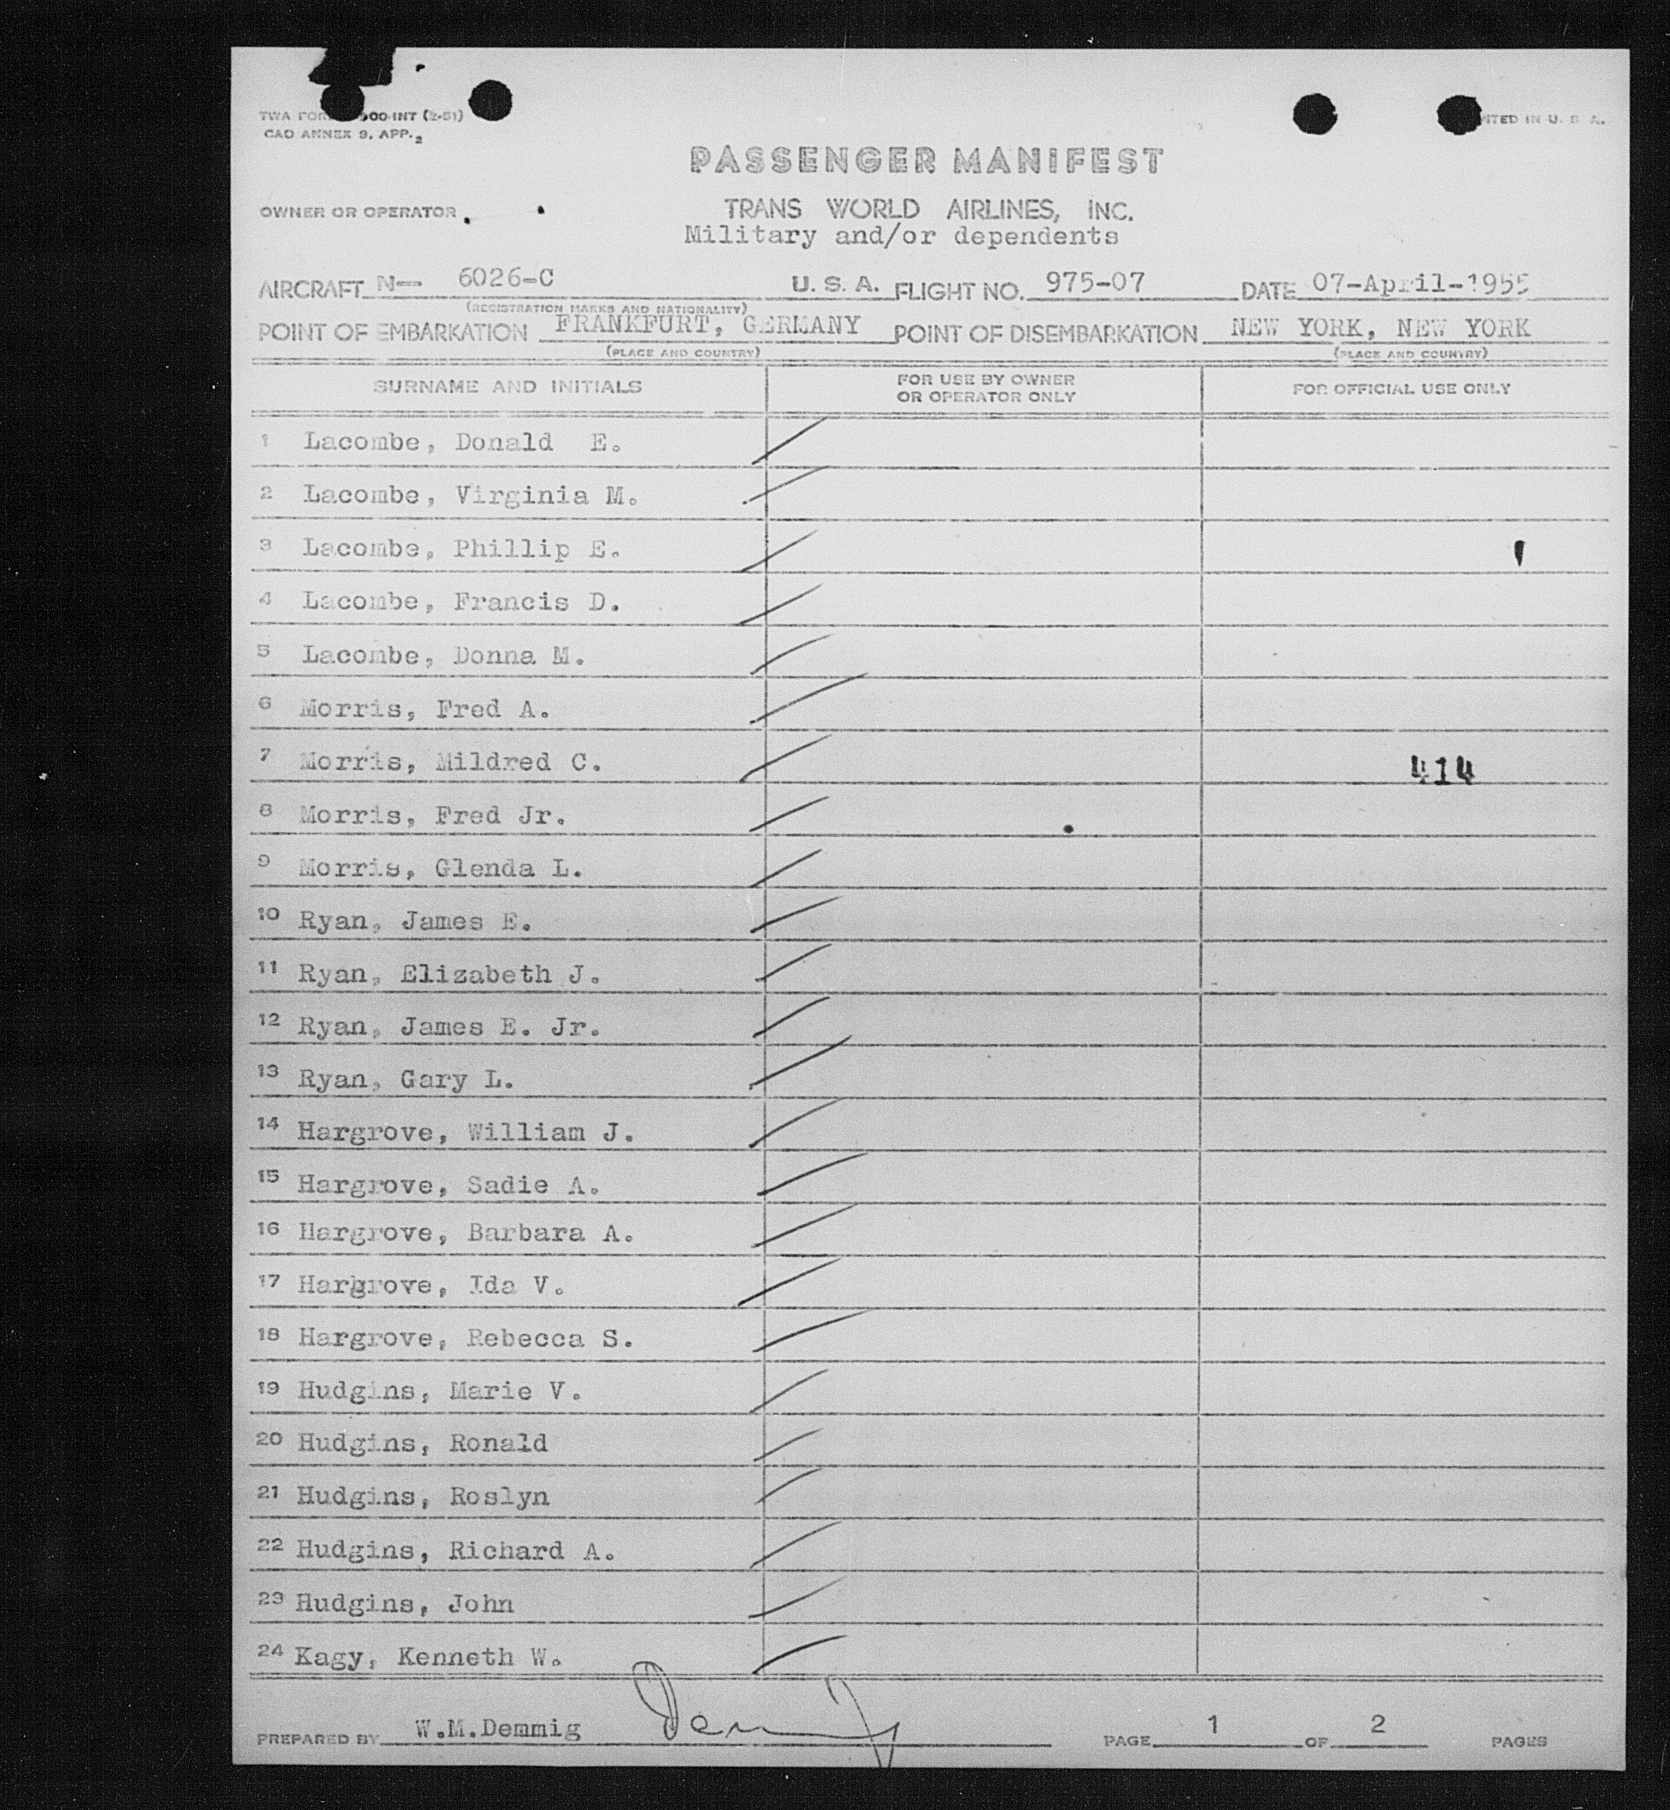 TWA FOR 00-INT (2-51)
CAO ANNEX 9, APP. 2
ITED IN U. S. A.
PASSENGER MANIFEST
OWNER OR OPERATOR TRANS WORLD AIRLINES, INC.
Military and/or dependents
AIRCRAFT N— 6026-C U. S. A. FLIGHT NO. 975-07 DATE 07-April-1955
(REGISTRATION MARKS AND NATIONALITY)
POINT OF EMBARKATION FRANKFURT, GERMANY POINT OF DISEMBARKATION NEW YORK, NEW YORK
(PLACE AND COUNTRY) (PLACE AND COUNTRY)
SURNAME AND INITIALS FOR USE BY OWNER OR OPERATOR ONLY FOR OFFICIAL USE ONLY
1 Lacombe, Donald E.
2 Lacombe, Virginia M.
3 Lacombe, Phillip E.
4 Lacombe, Francis D.
5 Lacombe, Donna M.
6 Morris, Fred A.
7 Morris, Mildred C. 414
8 Morris, Fred Jr.
9 Morris, Glenda L.
10 Ryan, James E.
11 Ryan, Elizabeth J.
12 Ryan, James E. Jr.
13 Ryan, Gary L.
14 Hargrove, William J.
15 Hargrove, Sadie A.
16 Hargrove, Barbara A.
17 Hargrove, Ida V.
18 Hargrove, Rebecca S.
19 Hudgins, Marie V.
20 Hudgins, Ronald
21 Hudgins, Roslyn
22 Hudgins, Richard A.
23 Hudgins, John
24 Kagy, Kenneth W.
PREPARED BY W.M.Demmig Demmig PAGE 1 OF 2 PAGES